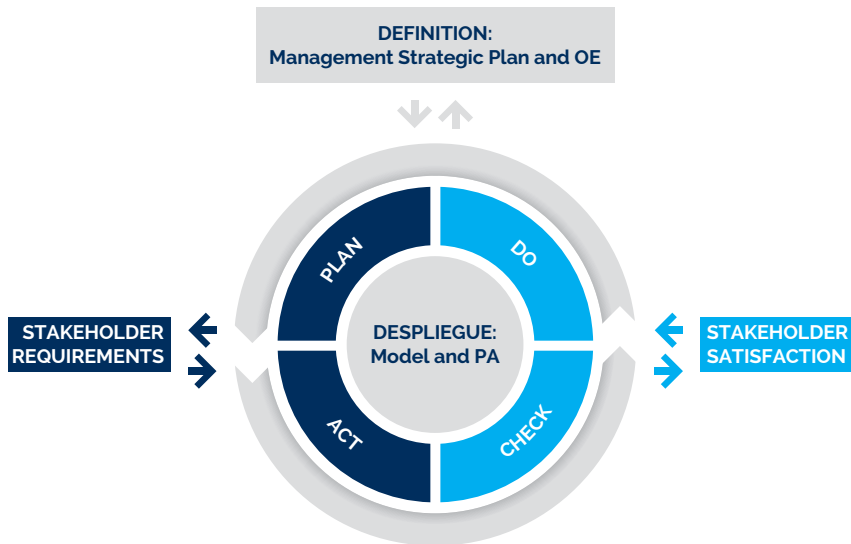 DEFINITION:
Management Strategic Plan and OE
PLAN
DO
STAKEHOLDER
REQUIREMENTS
DESPLIEGUE:
Model and PA
STAKEHOLDER
SATISFACTION
ACT
CHECK